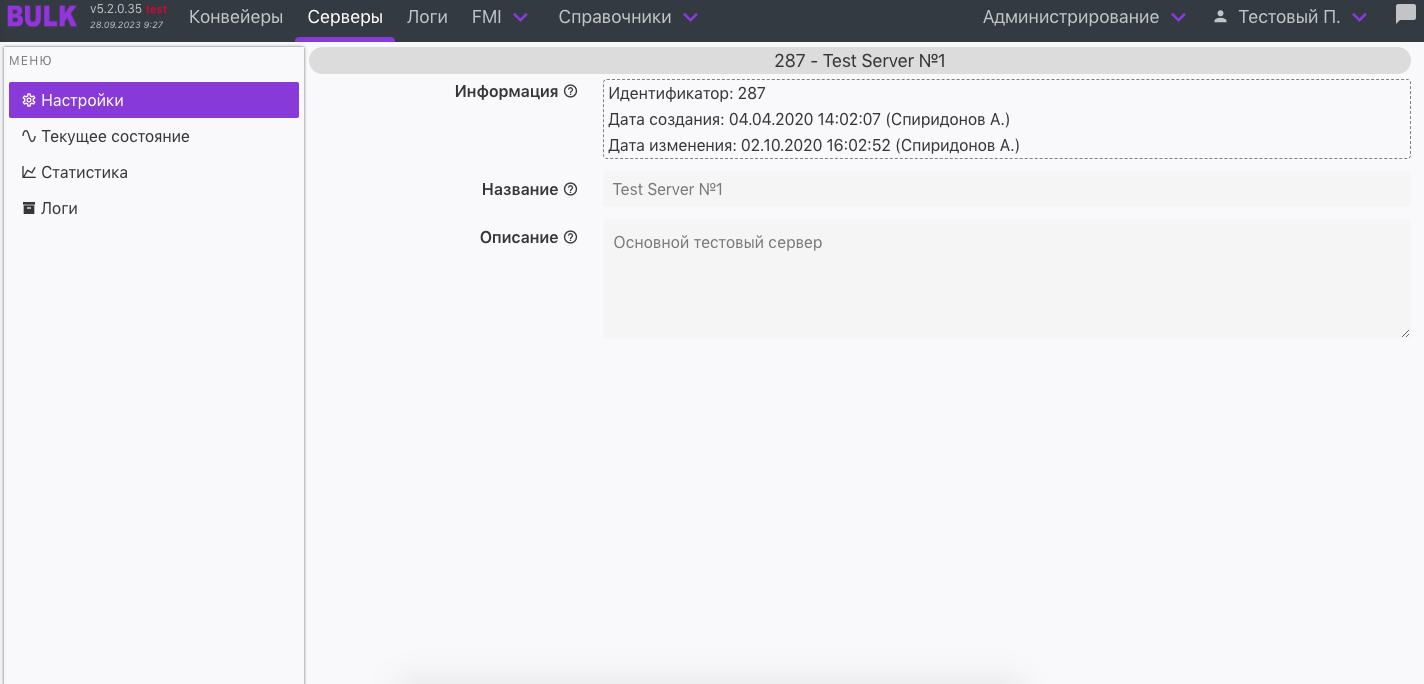 BULK v5.2.0.35 test
28.09.2023 9:27
Конвейеры Серверы Логи FMI Справочники Администрирование Тестовый П.
МЕНЮ
Настройки
Текущее состояние
Статистика
Логи
287 - Test Server №1
Информация
Идентификатор: 287
Дата создания: 04.04.2020 14:02:07 (Спиридонов А.)
Дата изменения: 02.10.2020 16:02:52 (Спиридонов А.)
Название
Test Server №1
Описание
Основной тестовый сервер